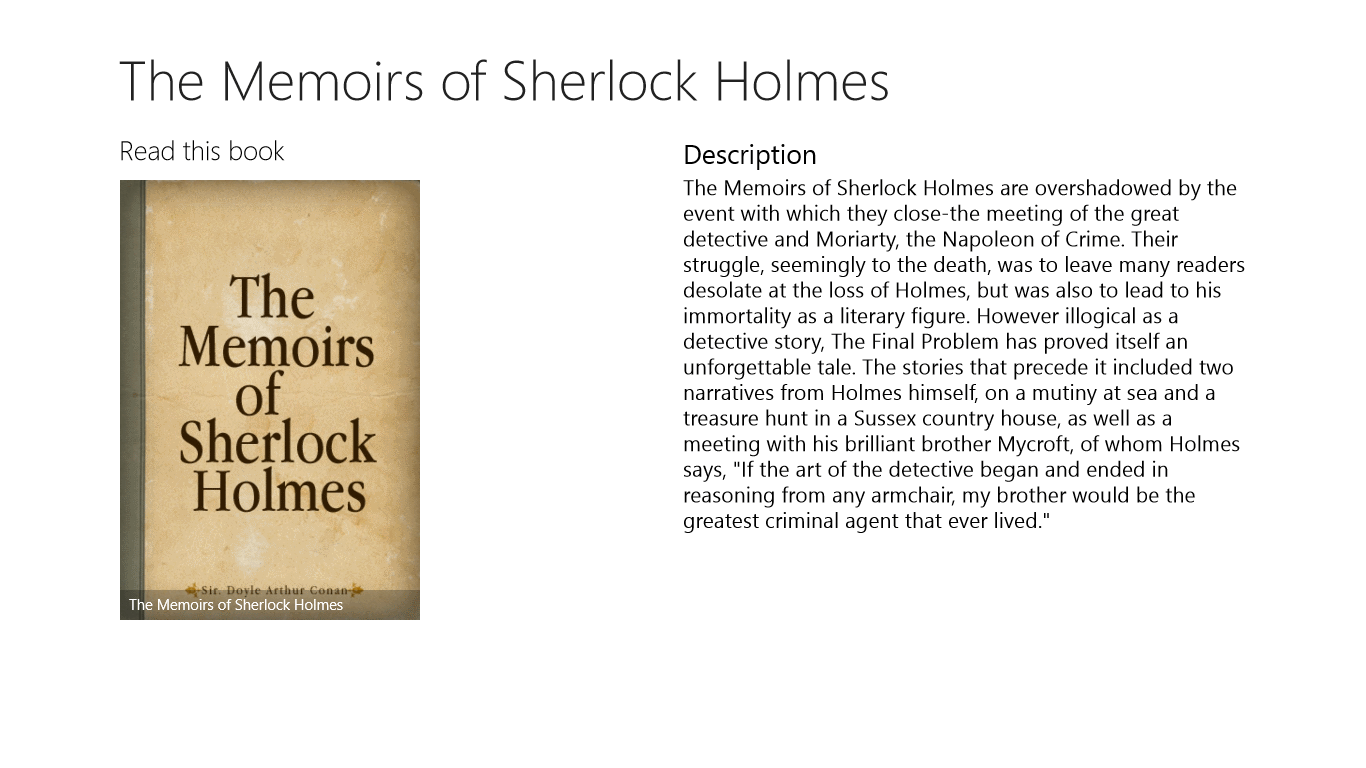 The Memoirs of Sherlock Holmes
Read this book
The
Memoirs
of
Sherlock
Holmes
Sir. Doyle Arthur Conan
The Memoirs of Sherlock Holmes
Description
The Memoirs of Sherlock Holmes are overshadowed by the
event with which they close-the meeting of the great
detective and Moriarty, the Napoleon of Crime. Their
struggle, seemingly to the death, was to leave many readers
desolate at the loss of Holmes, but was also to lead to his
immortality as a literary figure. However illogical as a
detective story, The Final Problem has proved itself an
unforgettable tale. The stories that precede it included two
narratives from Holmes himself, on a mutiny at sea and a
treasure hunt in a Sussex country house, as well as a
meeting with his brilliant brother Mycroft, of whom Holmes
says, "If the art of the detective began and ended in
reasoning from any armchair, my brother would be the
greatest criminal agent that ever lived."